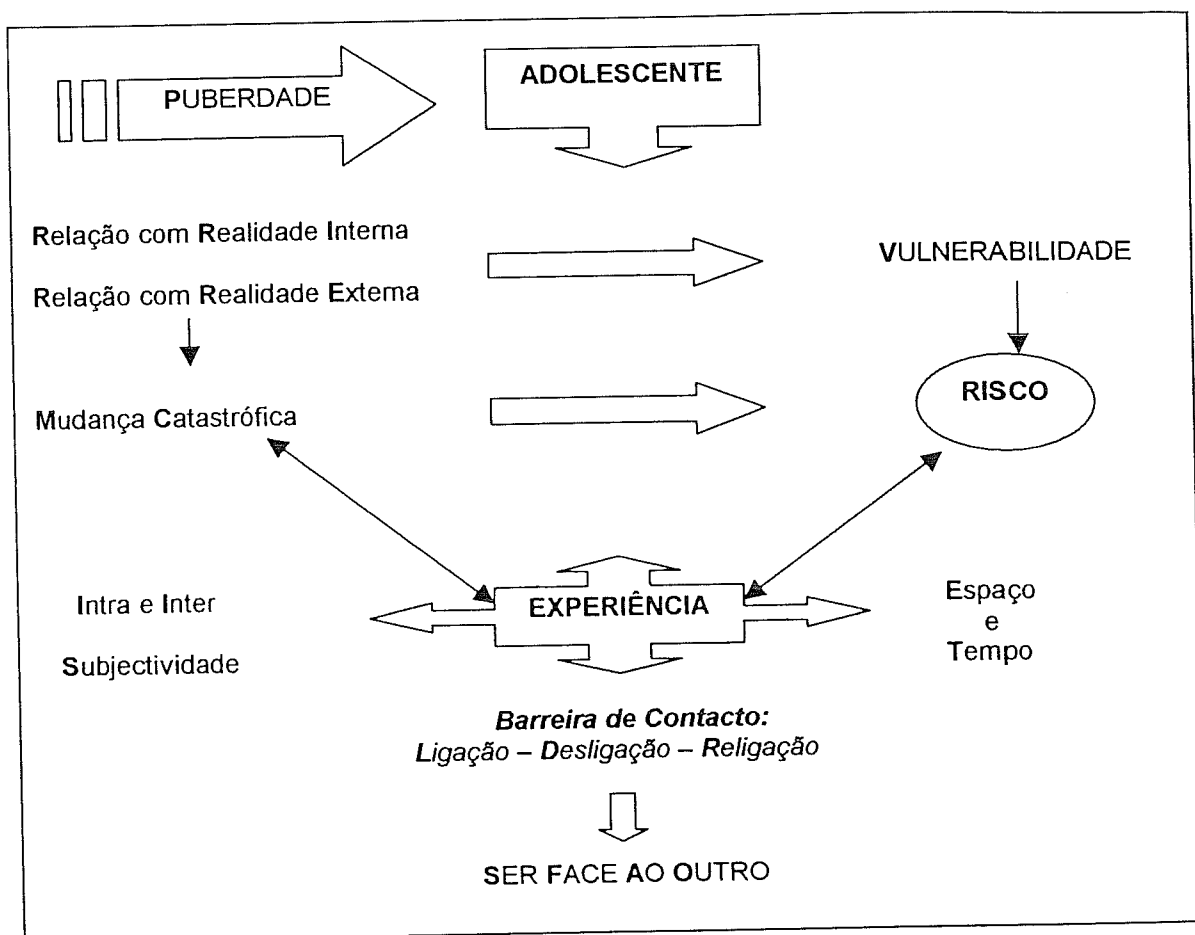 PUBERDADE
ADOLESCENTE
Relação com Realidade Interna
Relação com Realidade Externa
VULNERABILIDADE
Mudança Catastrófica
RISCO
Intra e Inter
Subjectividade
EXPERIÊNCIA
Espaço
e
Tempo
Barreira de Contacto:
Ligação – Desligação – Religação
SER FACE AO OUTRO